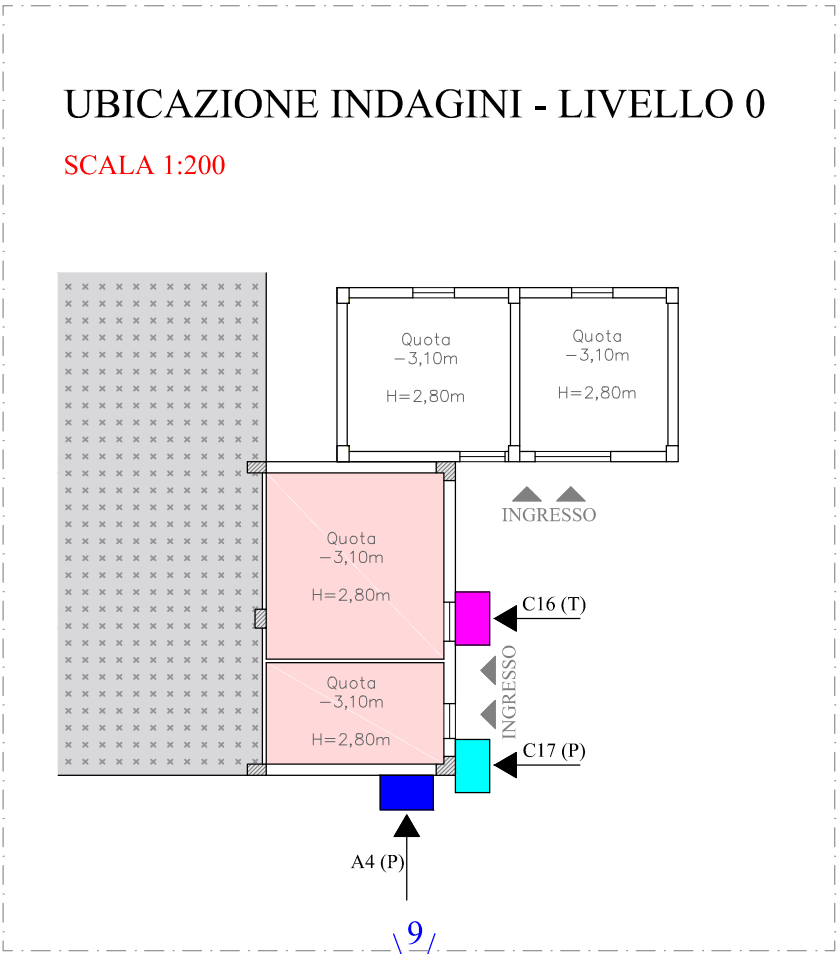 UBICAZIONE INDAGINI - LIVELLO 0
SCALA 1:200
Quota
-3,10m
H=2,80m
Quota
-3,10m
H=2,80m
INGRESSO
Quota
-3,10m
H=2,80m
C16 (T)
INGRESSO
Quota
-3,10m
H=2,80m
C17 (P)
A4 (P)
9